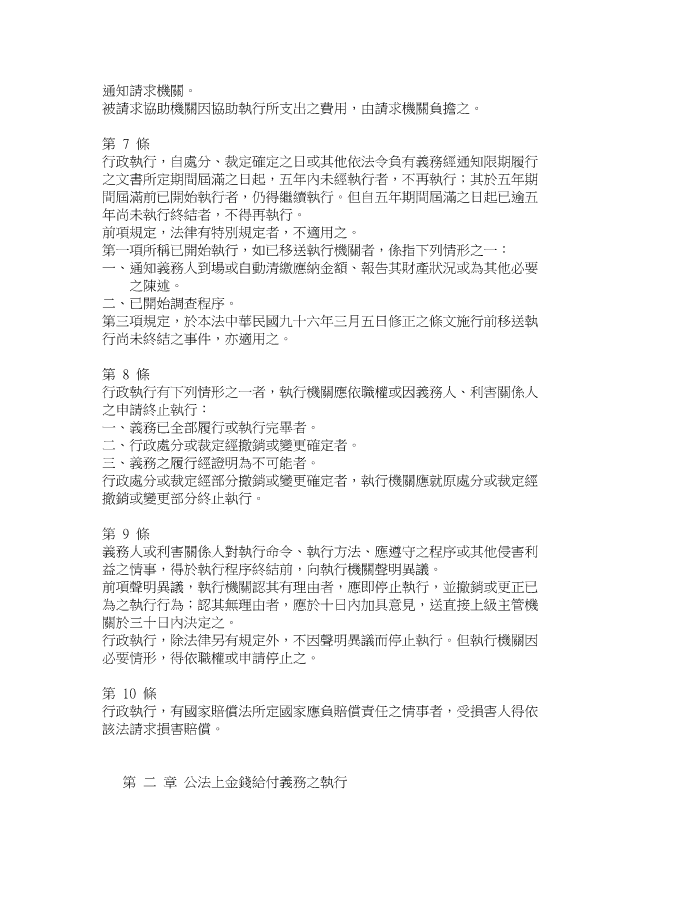 通知請求機關。
被請求協助機關因協助執行所支出之費用，由請求機關負擔之。
第 7 條
行政執行，自處分、裁定確定之日或其他依法令負有義務經通知限期履行
之文書所定期間屆滿之日起，五年內未經執行者，不再執行；其於五年期
間屆滿前已開始執行者，仍得繼續執行。但自五年期間屆滿之日起已逾五
年尚未執行終結者，不得再執行。
前項規定，法律有特別規定者，不適用之。
第一項所稱已開始執行，如已移送執行機關者，係指下列情形之一：
一、通知義務人到場或自動清繳應納金額、報告其財產狀況或為其他必要
之陳述。
二、已開始調查程序。
第三項規定，於本法中華民國九十六年三月五日修正之條文施行前移送執
行尚未終結之事件，亦適用之。
第 8 條
行政執行有下列情形之一者，執行機關應依職權或因義務人、利害關係人
之申請終止執行：
一、義務已全部履行或執行完畢者。
二、行政處分或裁定經撤銷或變更確定者。
三、義務之履行經證明為不可能者。
行政處分或裁定經部分撤銷或變更確定者，執行機關應就原處分或裁定經
撤銷或變更部分終止執行。
第 9 條
義務人或利害關係人對執行命令、執行方法、應遵守之程序或其他侵害利
益之情事，得於執行程序終結前，向執行機關聲明異議。
前項聲明異議，執行機關認其有理由者，應即停止執行，並撤銷或更正已
為之執行行為；認其無理由者，應於十日內加具意見，送直接上級主管機
關於三十日內決定之。
行政執行，除法律另有規定外，不因聲明異議而停止執行。但執行機關因
必要情形，得依職權或申請停止之。
第 10 條
行政執行，有國家賠償法所定國家應負賠償責任之情事者，受損害人得依
該法請求損害賠償。
第 二 章 公法上金錢給付義務之執行